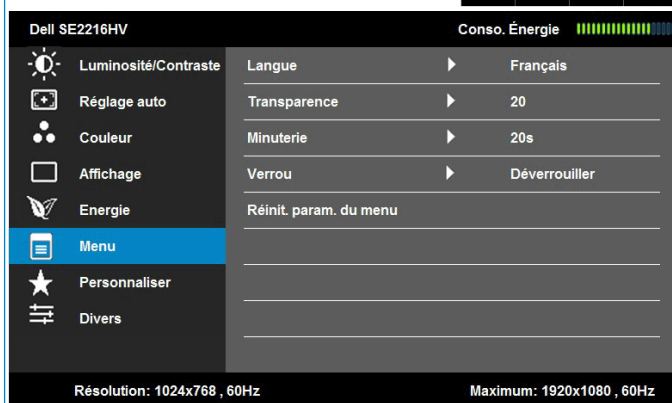 Dell SE2216HV Conso. Énergie
Luminosité/Contraste Langue Français
Réglage auto Transparence 20
Couleur Minuterie 20s
Affichage Verrou Déverrouiller
Energie Réinit. param. du menu
Menu
Personnaliser
Divers
Résolution: 1024x768 , 60Hz Maximum: 1920x1080 , 60Hz